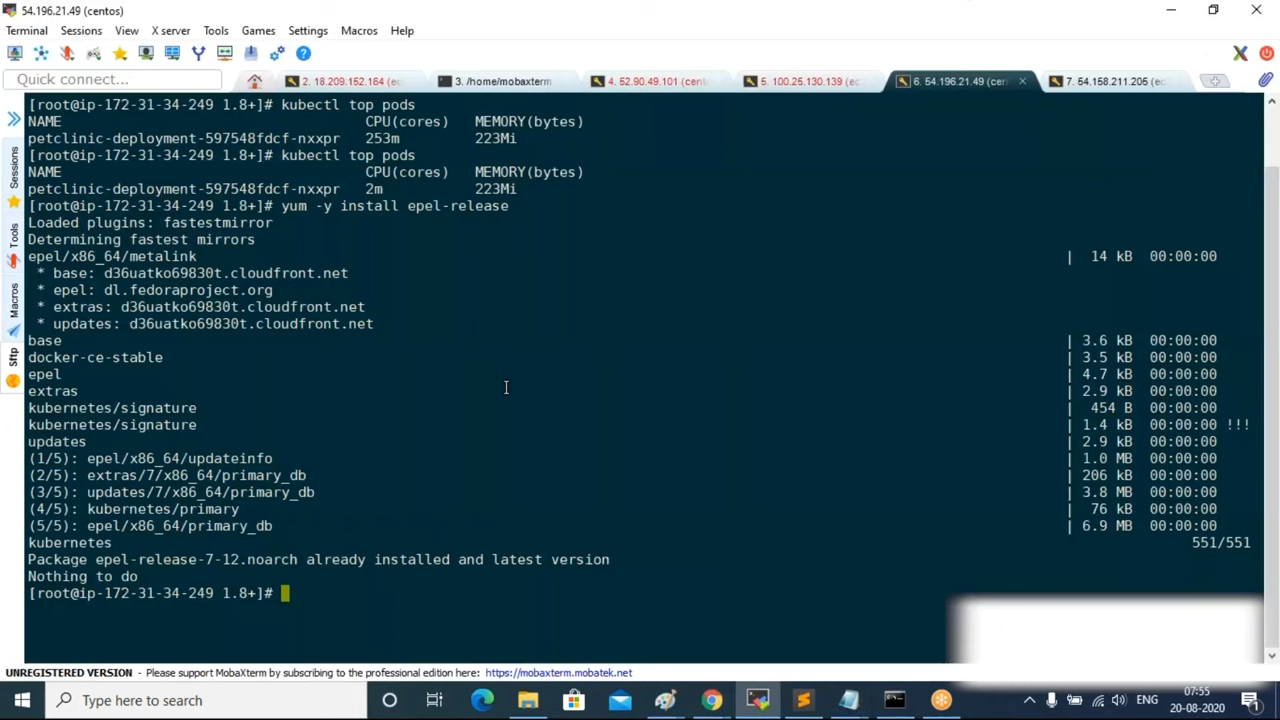 54.196.21.49 (centos)
Terminal Sessions View X server Tools Games Settings Macros Help
Quick connect...
2. 18.209.152.164 (ec
3. /home/mobaxterm
4. 52.90.49.101 (cento
5. 100.25.130.139 (ec
6. 54.196.21.49 (cen
7. 54.158.211.205 (ec
Sessions
Tools
Macros
Sftp
[root@ip-172-31-34-249 1.8+]# kubectl top pods
NAME CPU(cores) MEMORY(bytes)
petclinic-deployment-597548fdcf-nxxpr 253m 223Mi
[root@ip-172-31-34-249 1.8+]# kubectl top pods
NAME CPU(cores) MEMORY(bytes)
petclinic-deployment-597548fdcf-nxxpr 2m 223Mi
[root@ip-172-31-34-249 1.8+]# yum -y install epel-release
Loaded plugins: fastestmirror
Determining fastest mirrors
epel/x86_64/metalink | 14 kB 00:00:00
* base: d36uatko69830t.cloudfront.net
* epel: dl.fedoraproject.org
* extras: d36uatko69830t.cloudfront.net
* updates: d36uatko69830t.cloudfront.net
base | 3.6 kB 00:00:00
docker-ce-stable | 3.5 kB 00:00:00
epel | 4.7 kB 00:00:00
extras | 2.9 kB 00:00:00
kubernetes/signature | 454 B 00:00:00
kubernetes/signature | 1.4 kB 00:00:00 !!!
updates | 2.9 kB 00:00:00
(1/5): epel/x86_64/updateinfo | 1.0 MB 00:00:00
(2/5): extras/7/x86_64/primary_db | 206 kB 00:00:00
(3/5): updates/7/x86_64/primary_db | 3.8 MB 00:00:00
(4/5): kubernetes/primary | 76 kB 00:00:00
(5/5): epel/x86_64/primary_db | 6.9 MB 00:00:00
kubernetes 551/551
Package epel-release-7-12.noarch already installed and latest version
Nothing to do
[root@ip-172-31-34-249 1.8+]#
UNREGISTERED VERSION - Please support MobaXterm by subscribing to the professional edition here: https://mobaxterm.mobatek.net
Type here to search
ENG
07:55
20-08-2020
1